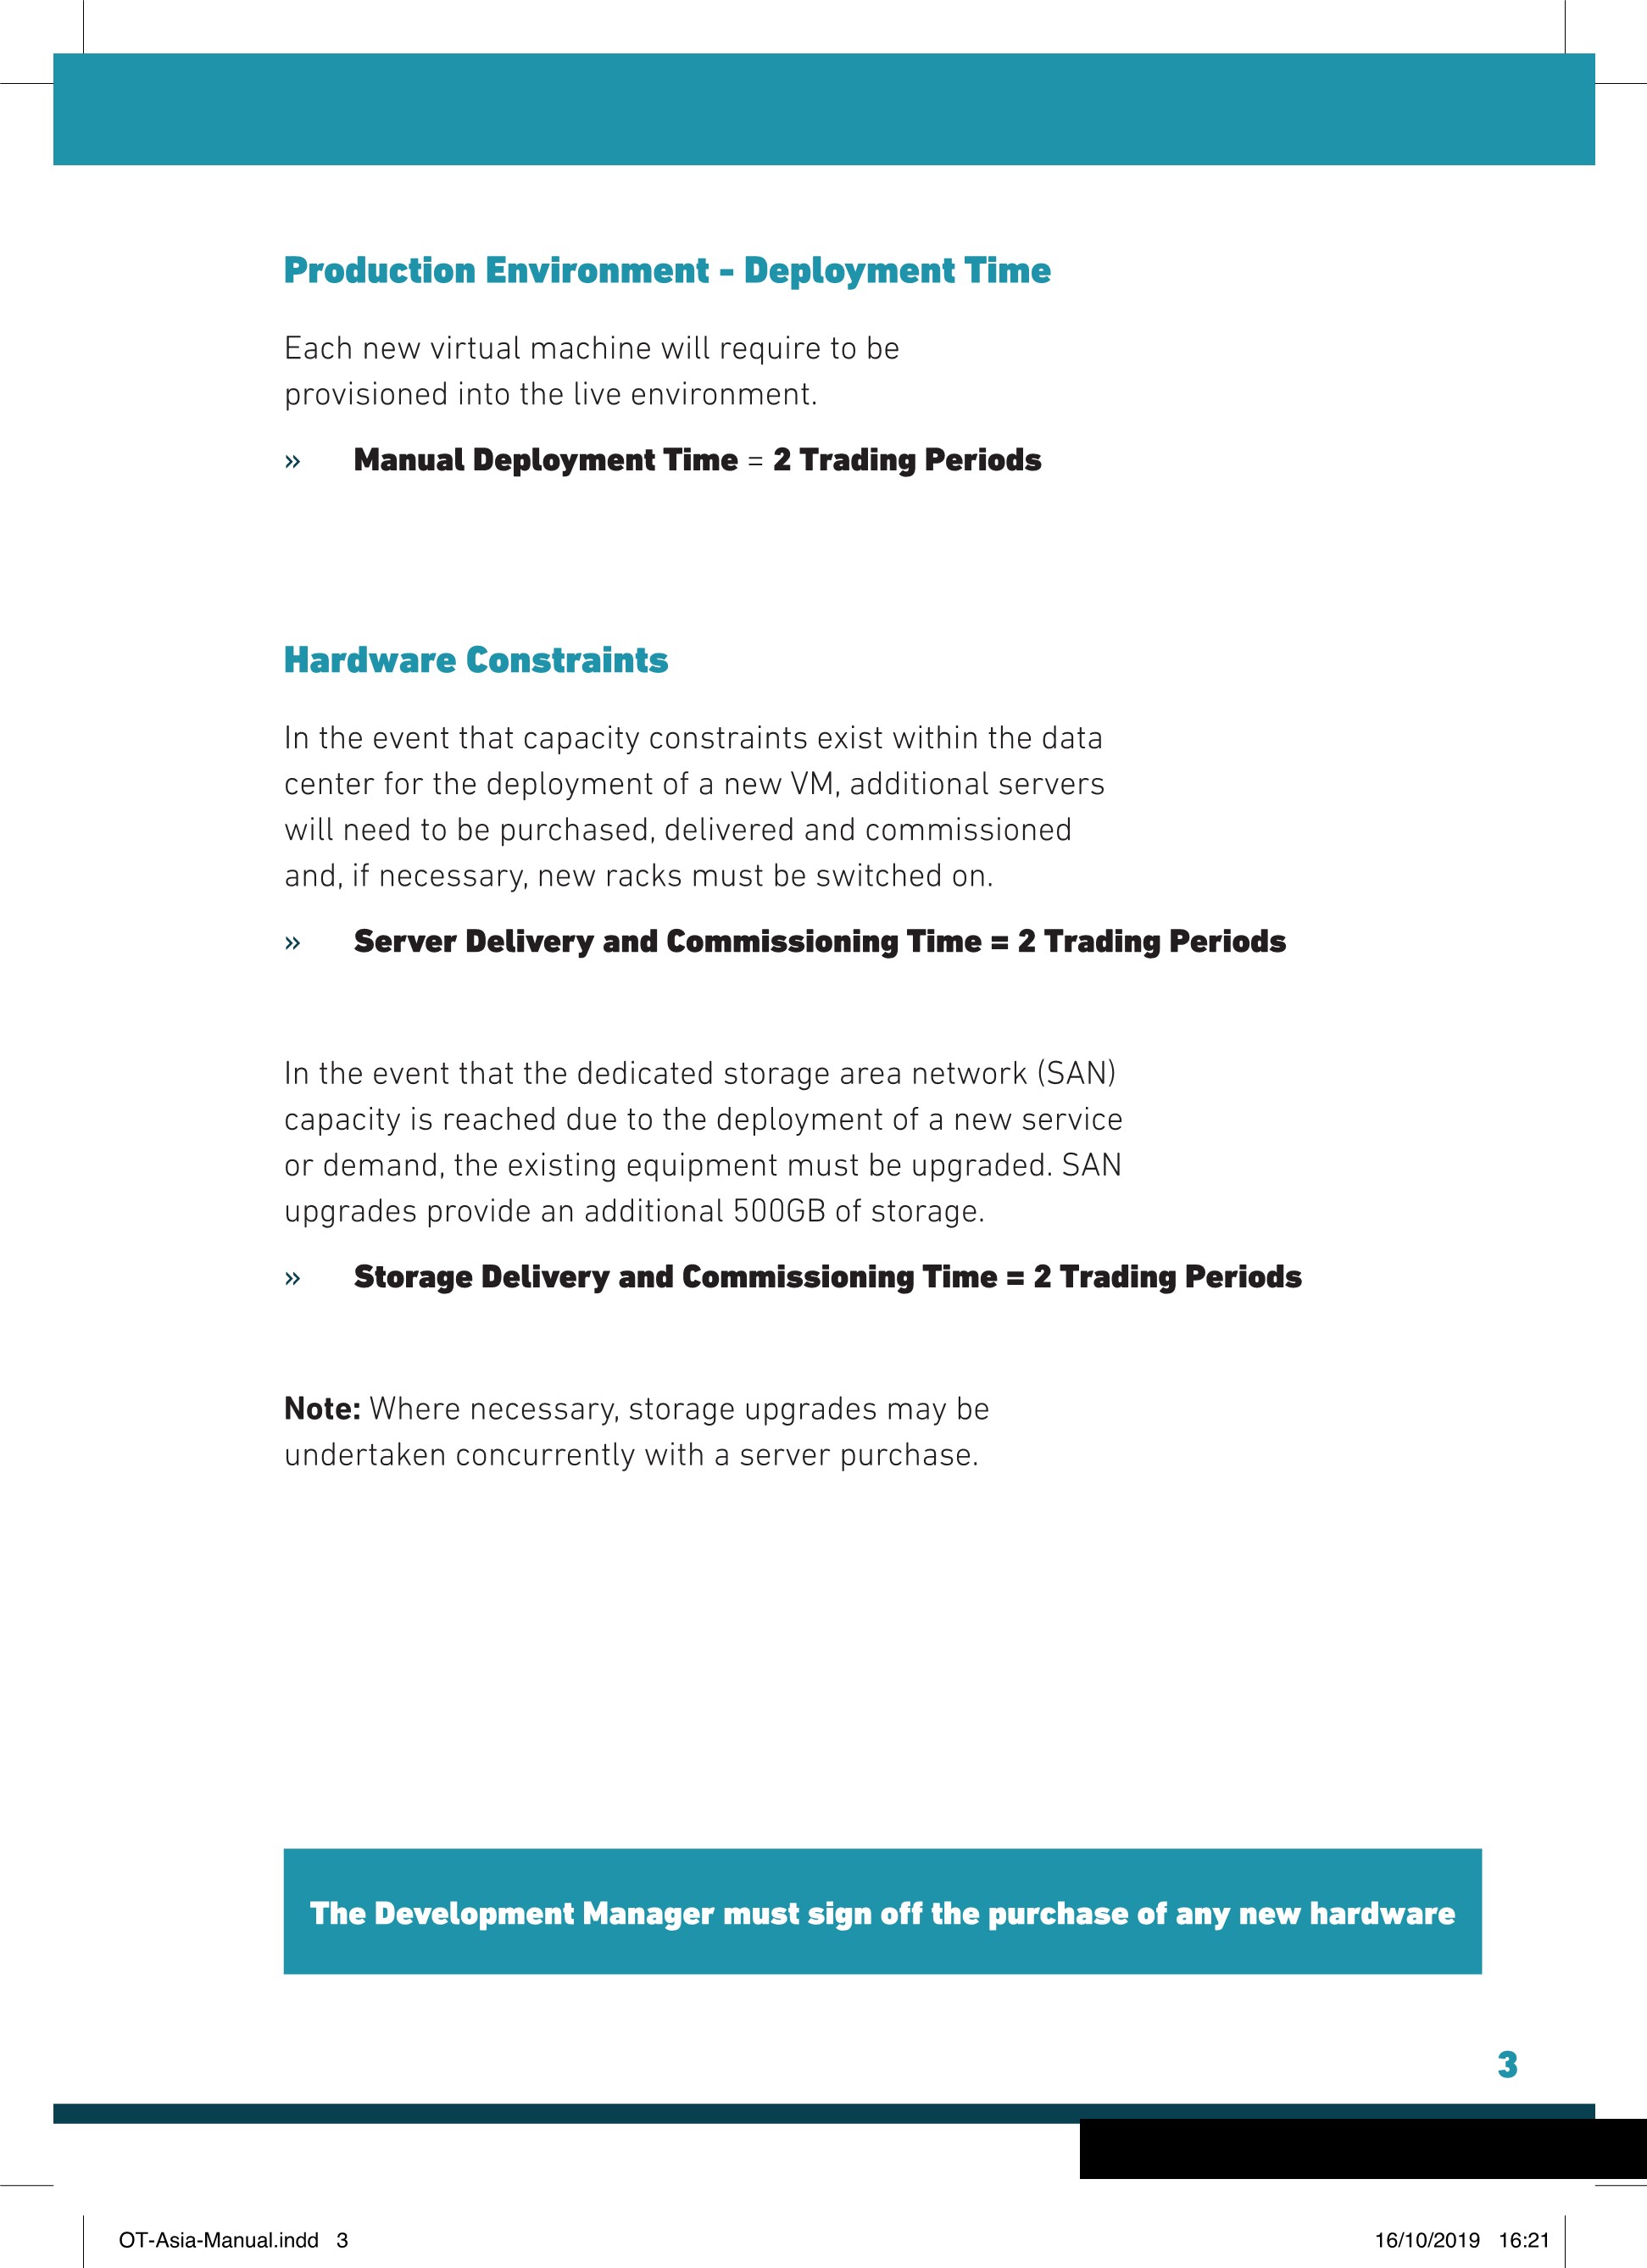 Production Environment - Deployment Time
Each new virtual machine will require to be
provisioned into the live environment.
» Manual Deployment Time = 2 Trading Periods
Hardware Constraints
In the event that capacity constraints exist within the data
center for the deployment of a new VM, additional servers
will need to be purchased, delivered and commissioned
and, if necessary, new racks must be switched on.
» Server Delivery and Commissioning Time = 2 Trading Periods
In the event that the dedicated storage area network (SAN)
capacity is reached due to the deployment of a new service
or demand, the existing equipment must be upgraded. SAN
upgrades provide an additional 500GB of storage.
» Storage Delivery and Commissioning Time = 2 Trading Periods
Note: Where necessary, storage upgrades may be
undertaken concurrently with a server purchase.
The Development Manager must sign off the purchase of any new hardware
3
OT-Asia-Manual.indd 3
16/10/2019 16:21